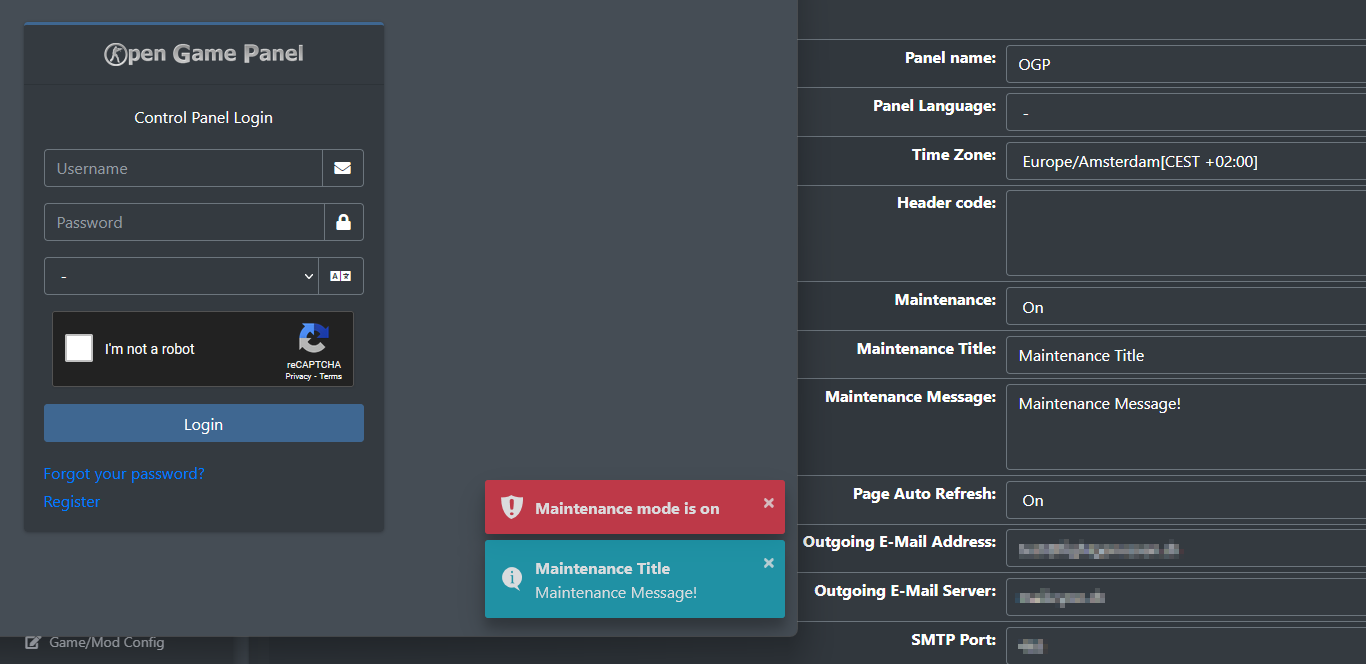 Open Game Panel
Control Panel Login
Username
Password
-
I'm not a robot
reCAPTCHA
Privacy - Terms
Login
Forgot your password?
Register
Maintenance mode is on
Maintenance Title
Maintenance Message!
Game/Mod Config
Panel name: OGP
Panel Language: -
Time Zone: Europe/Amsterdam[CEST +02:00]
Header code:
Maintenance: On
Maintenance Title: Maintenance Title
Maintenance Message: Maintenance Message!
Page Auto Refresh: On
Outgoing E-Mail Address:
Outgoing E-Mail Server:
SMTP Port: